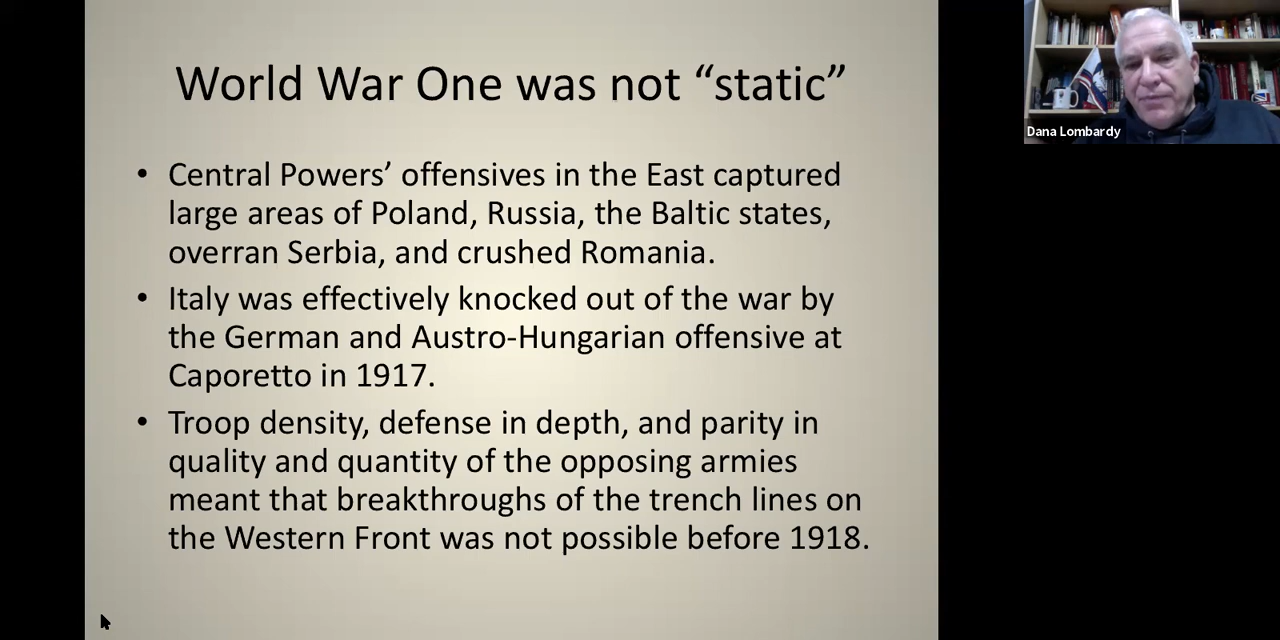 World War One was not “static”
• Central Powers’ offensives in the East captured
large areas of Poland, Russia, the Baltic states,
overran Serbia, and crushed Romania.
• Italy was effectively knocked out of the war by
the German and Austro-Hungarian offensive at
Caporetto in 1917.
• Troop density, defense in depth, and parity in
quality and quantity of the opposing armies
meant that breakthroughs of the trench lines on
the Western Front was not possible before 1918.
Dana Lombardy